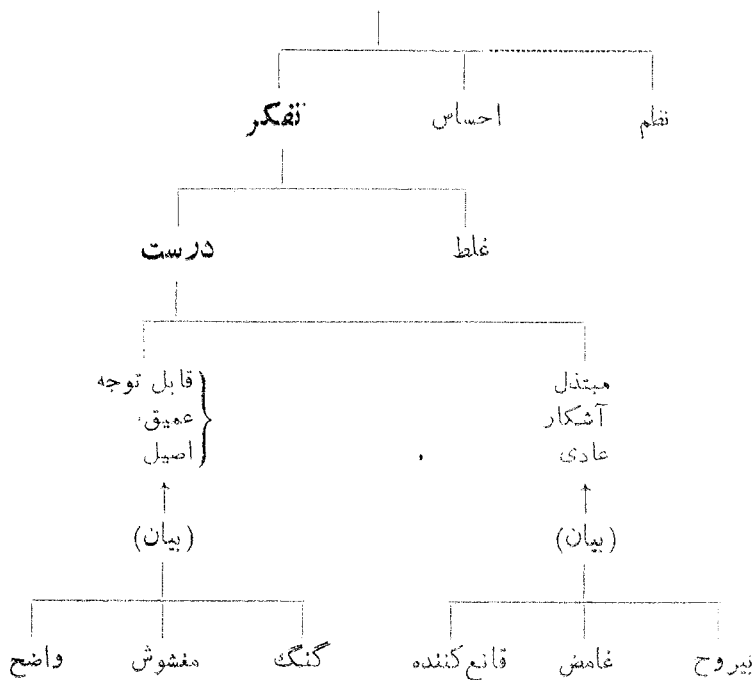 نظم احساس تفکر
غلط درست
مبتذل قابل توجه
آشکار عمیق
عادی اصیل
(بیان) (بیان)
بیروح غامض قانع‌کننده گنگ مغشوش واضح